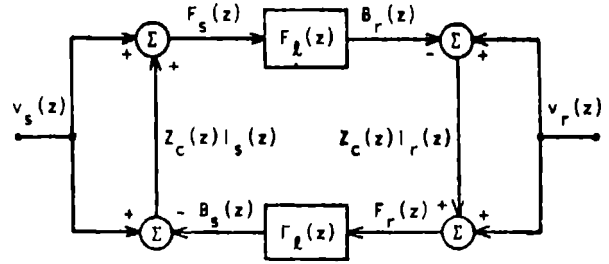 F_s(z)
B_r(z)
Σ
+
+
F_ℓ(z)
Σ
-
+
v_s(z)
Z_c(z)I_s(z)
Z_c(z)I_r(z)
v_r(z)
Σ
+
-
B_s(z)
Γ_ℓ(z)
F_r(z)
Σ
+
+